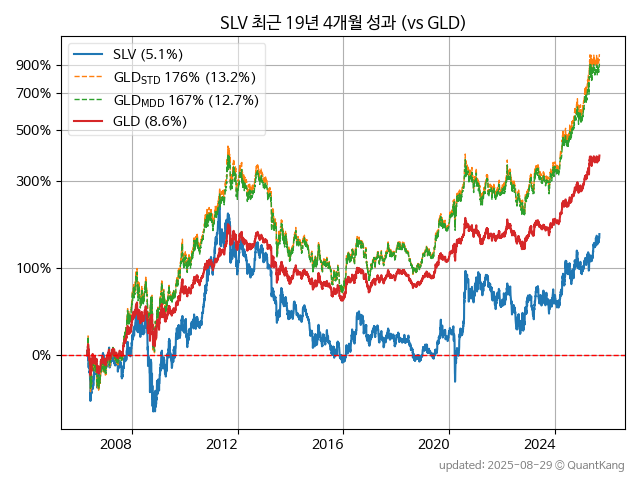 SLV 최근 19년 4개월 성과 (vs GLD)
SLV (5.1%)
GLD_STD 176% (13.2%)
GLD_MDD 167% (12.7%)
GLD (8.6%)
900%
700%
500%
300%
100%
0%
2008 2012 2016 2020 2024
updated: 2025-08-29 © QuantKang